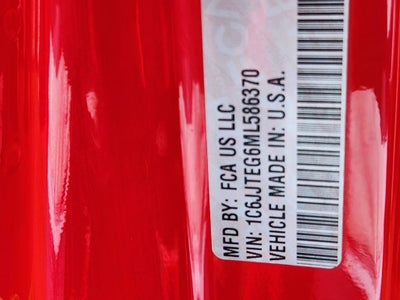 MFD BY: FCA US LLC
VIN: 1C6JJTEG6ML586370
VEHICLE MADE IN: U.S.A.